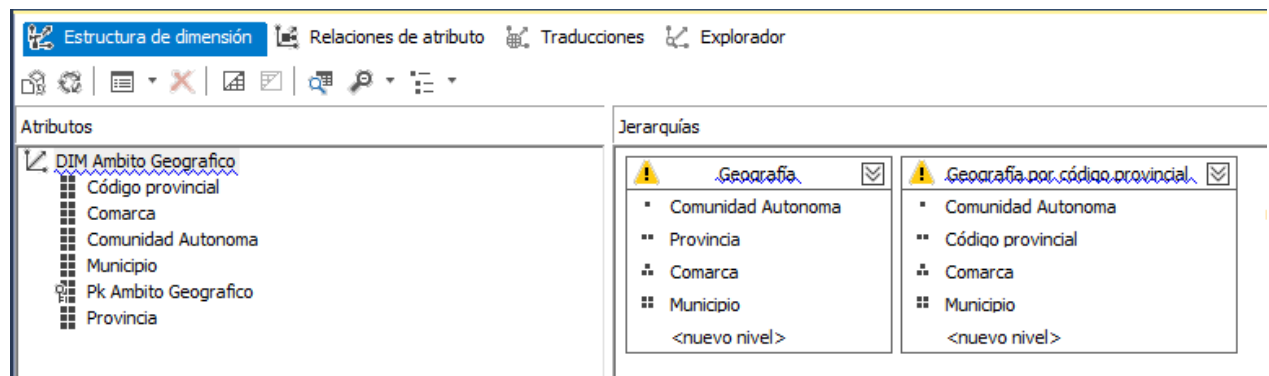 Estructura de dimensión Relaciones de atributo Traducciones Explorador
Atributos
DIM Ambito Geografico
Código provincial
Comarca
Comunidad Autonoma
Municipio
Pk Ambito Geografico
Provincia
Jerarquías
Geografía
Comunidad Autonoma
Provincia
Comarca
Municipio
<nuevo nivel>
Geografía por código provincial
Comunidad Autonoma
Código provincial
Comarca
Municipio
<nuevo nivel>